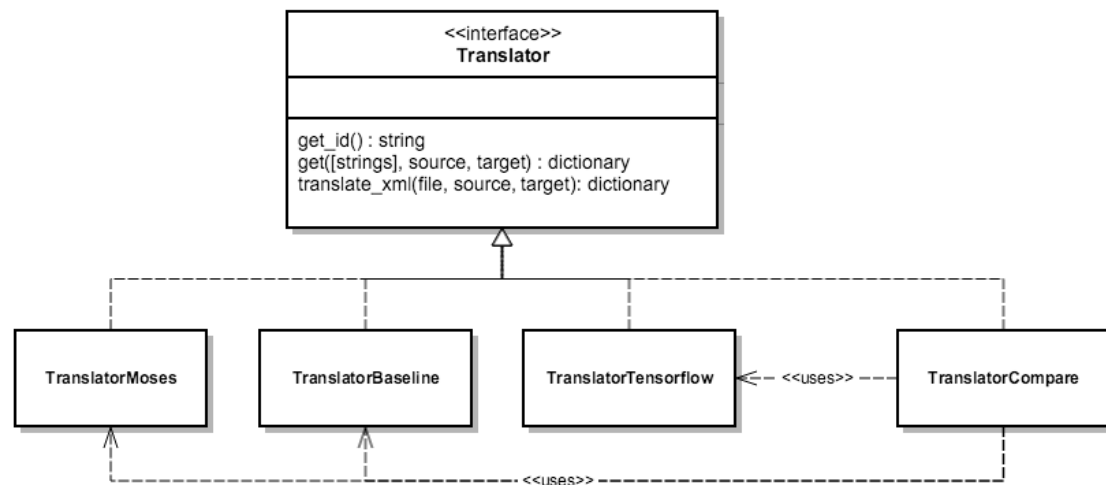 <<interface>>
Translator
get_id() : string
get([strings], source, target) : dictionary
translate_xml(file, source, target): dictionary
TranslatorMoses
TranslatorBaseline
TranslatorTensorflow
<<uses>>
TranslatorCompare
<<uses>>